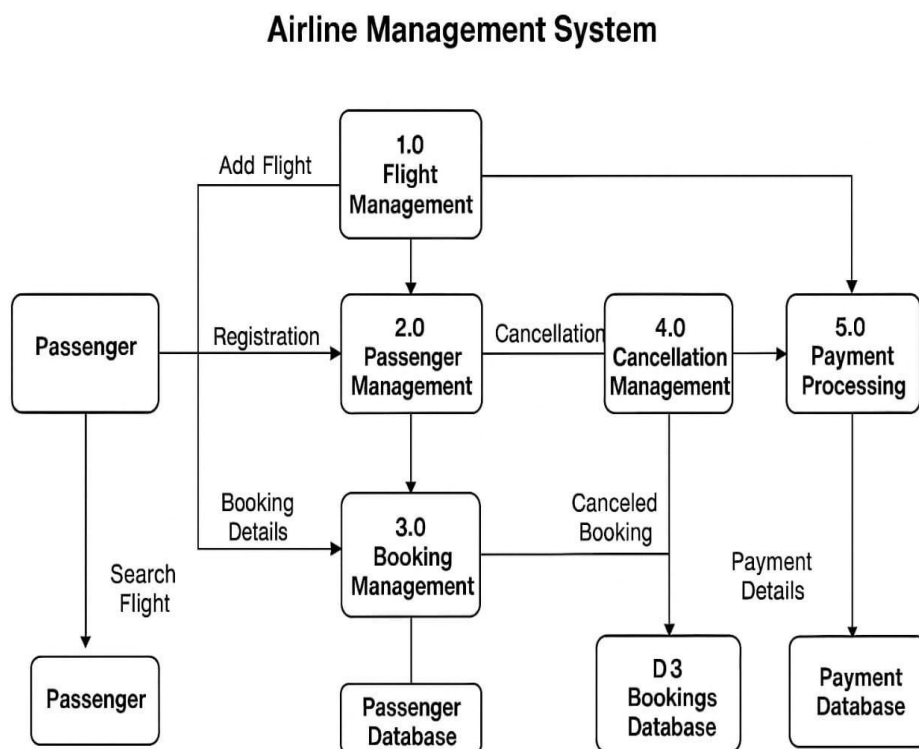 Airline Management System
1.0
Flight
Management
Add Flight
Passenger
Registration
2.0
Passenger
Management
Cancellation
4.0
Cancellation
Management
5.0
Payment
Processing
Booking
Details
3.0
Booking
Management
Canceled
Booking
Search
Flight
Payment
Details
Passenger
Passenger
Database
D3
Bookings
Database
Payment
Database